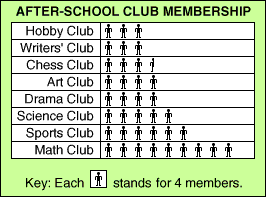 AFTER-SCHOOL CLUB MEMBERSHIP
Hobby Club
Writers' Club
Chess Club
Art Club
Drama Club
Science Club
Sports Club
Math Club
Key: Each stands for 4 members.